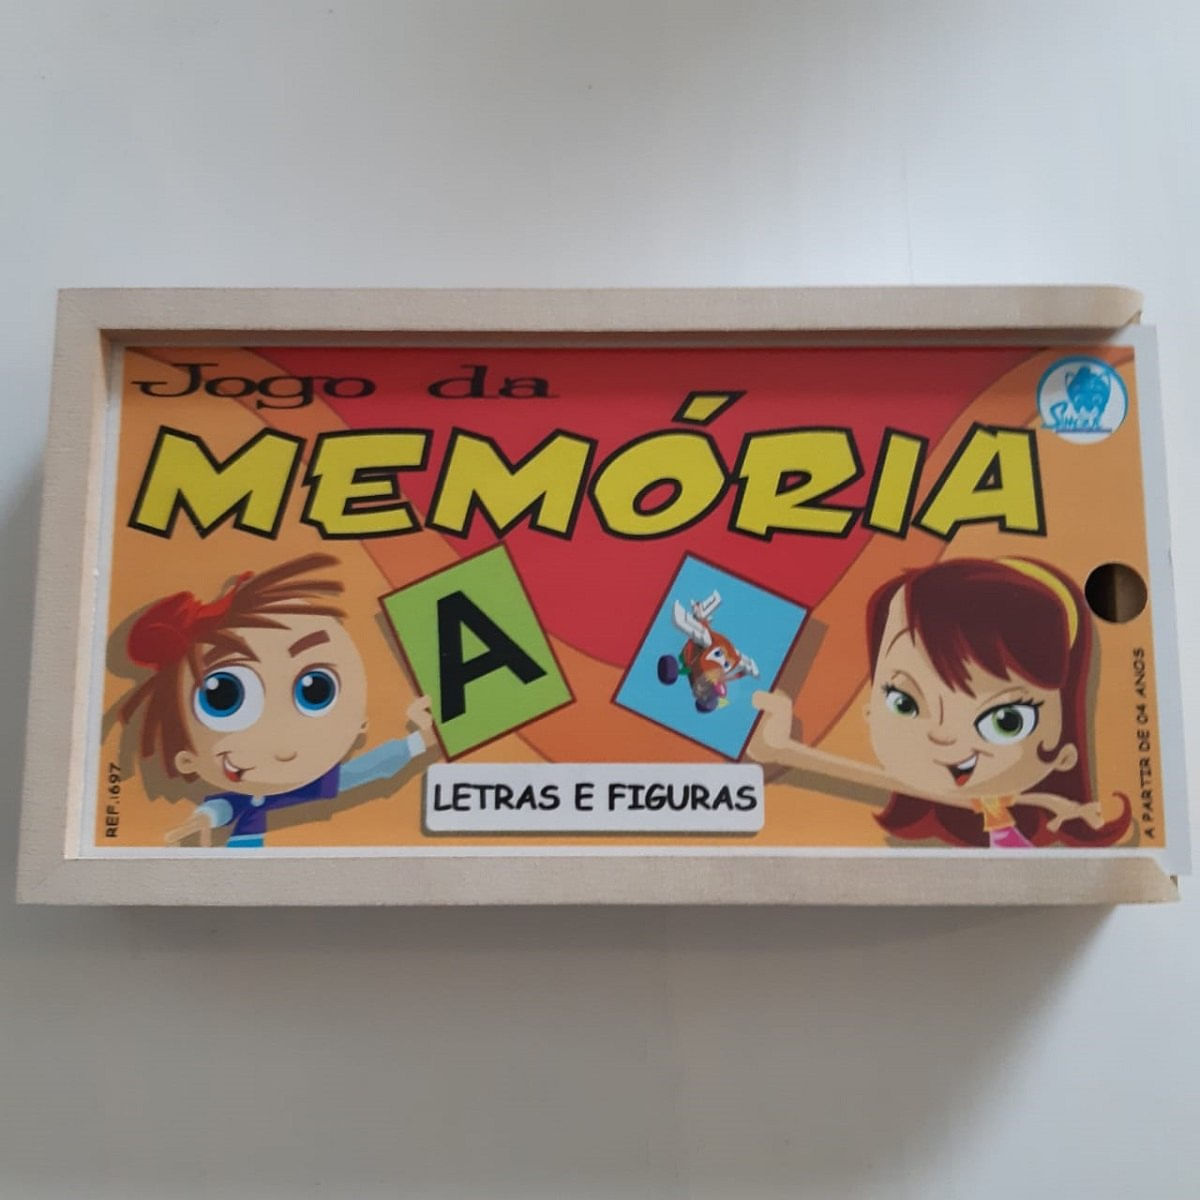 Jogo da
MEMÓRIA
A
LETRAS E FIGURAS
REF.1697
A PARTIR DE 04 ANOS